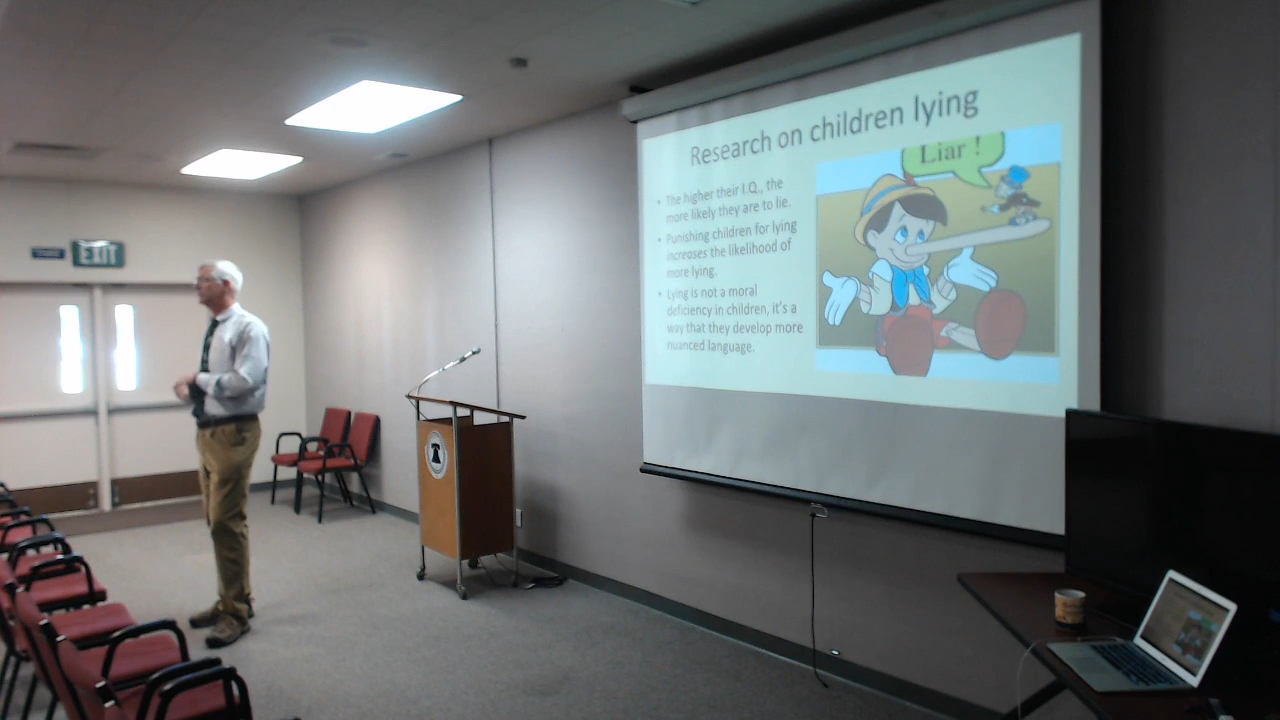 Research on children lying
Liar !
• The higher their I.Q., the
more likely they are to lie.
• Punishing children for lying
increases the likelihood of
more lying.
• Lying is not a moral
deficiency in children, it's a
way that they develop more
nuanced language.
EXIT